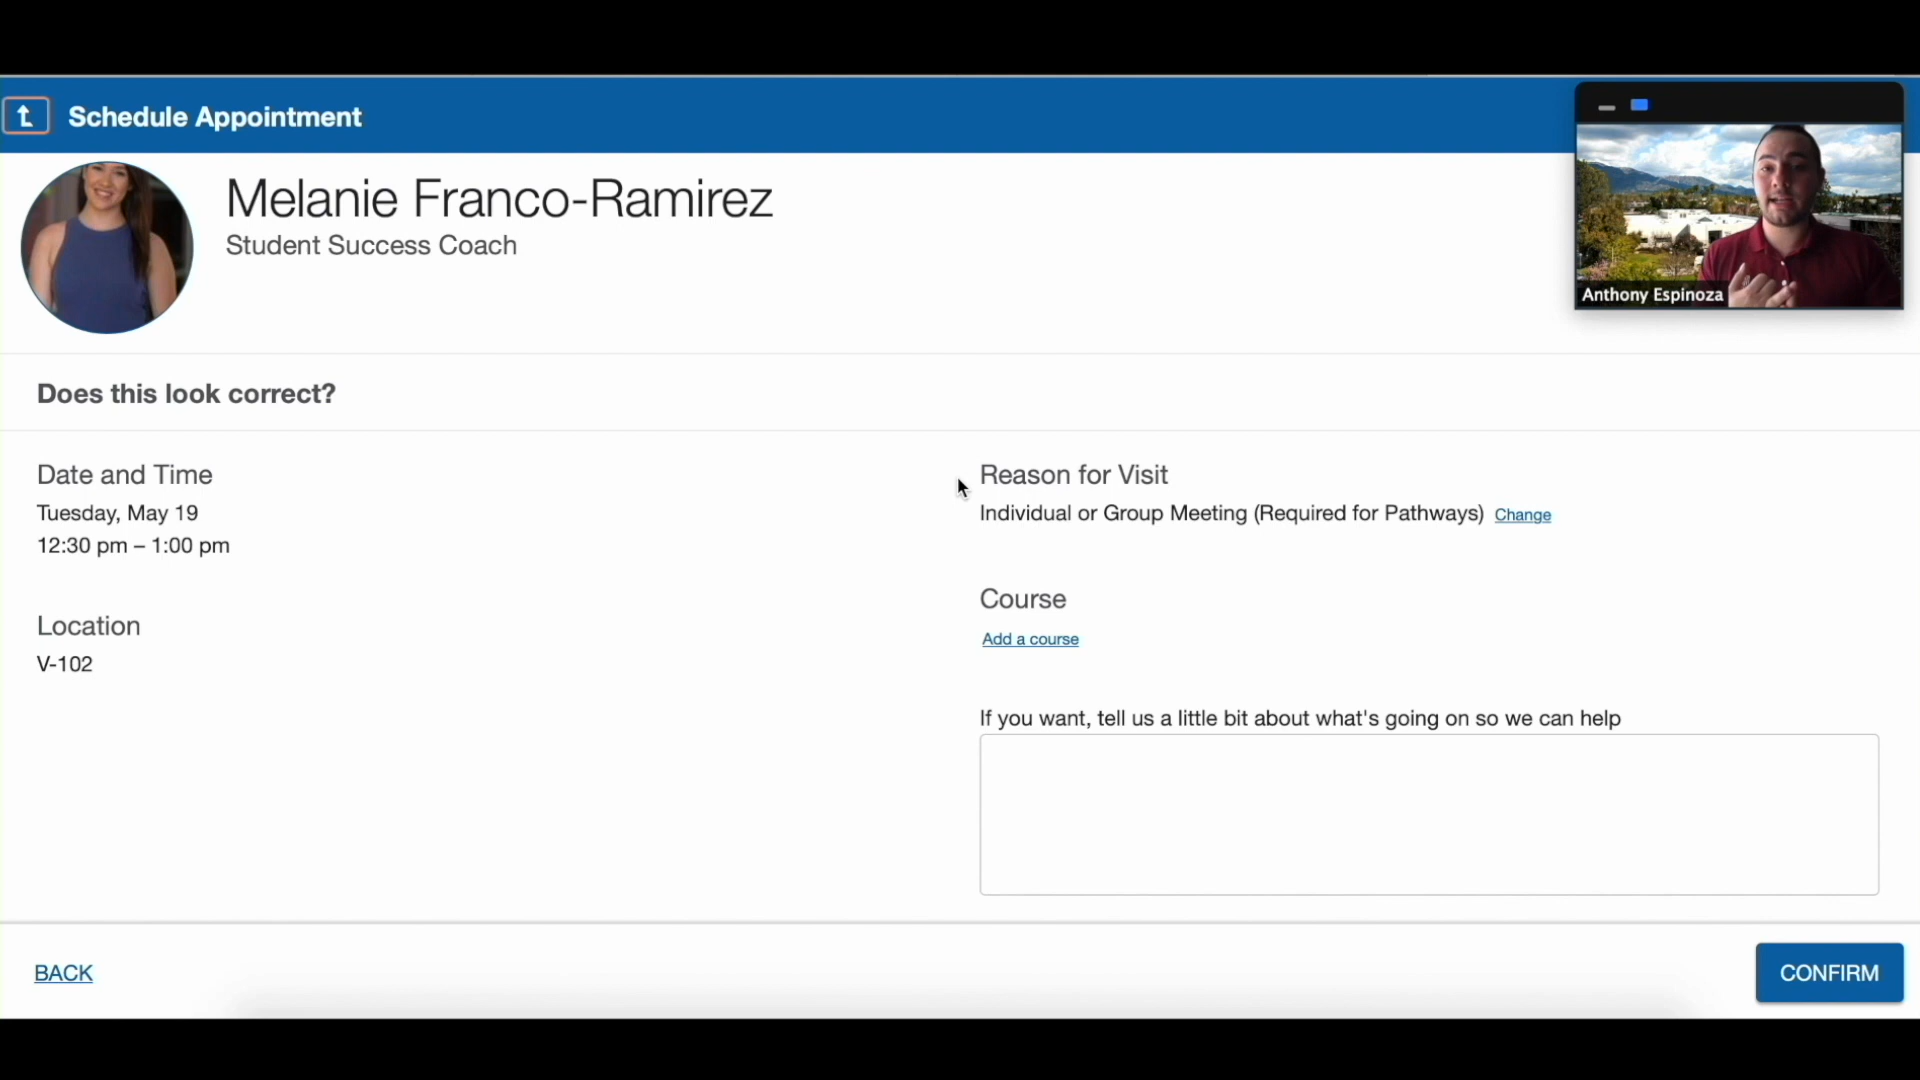 Schedule Appointment
Melanie Franco-Ramirez
Student Success Coach
Anthony Espinoza
Does this look correct?
Date and Time
Tuesday, May 19
12:30 pm – 1:00 pm
Location
V-102
Reason for Visit
Individual or Group Meeting (Required for Pathways) Change
Course
Add a course
If you want, tell us a little bit about what's going on so we can help
BACK
CONFIRM